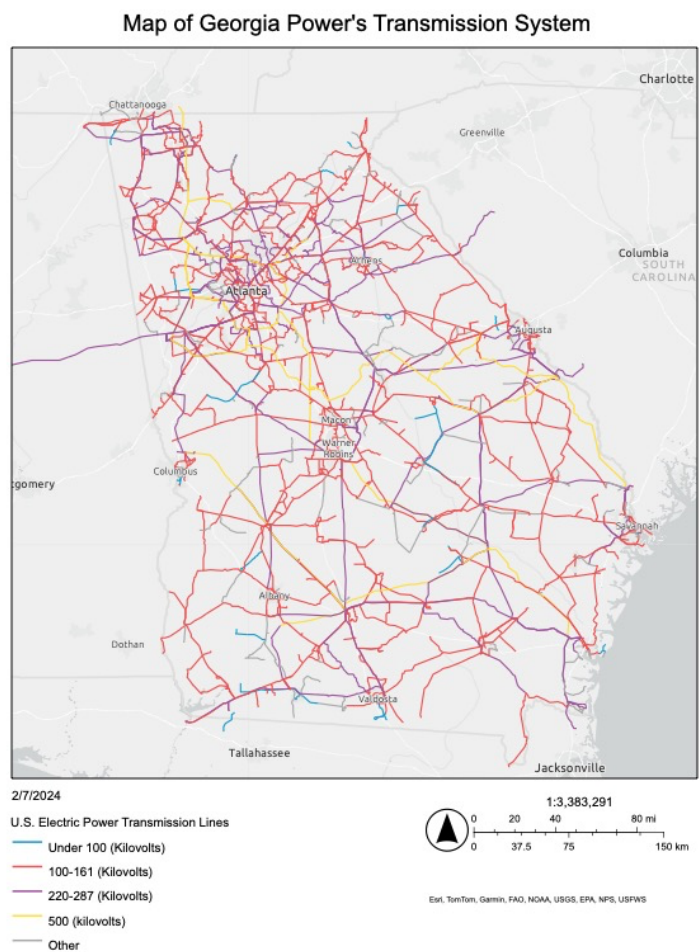 Map of Georgia Power's Transmission System
Chattanooga
Charlotte
Greenville
Columbia
SOUTH
CAROLINA
Athens
Atlanta
Augusta
Macon
Warner
Robins
Columbus
tgomery
Savannah
Albany
Dothan
Valdosta
Tallahassee
Jacksonville
2/7/2024
1:3,383,291
U.S. Electric Power Transmission Lines
Under 100 (Kilovolts)
100-161 (Kilovolts)
220-287 (Kilovolts)
500 (kilovolts)
Other
0 20 40 80 mi
0 37.5 75 150 km
Esri, TomTom, Garmin, FAO, NOAA, USGS, EPA, NPS, USFWS